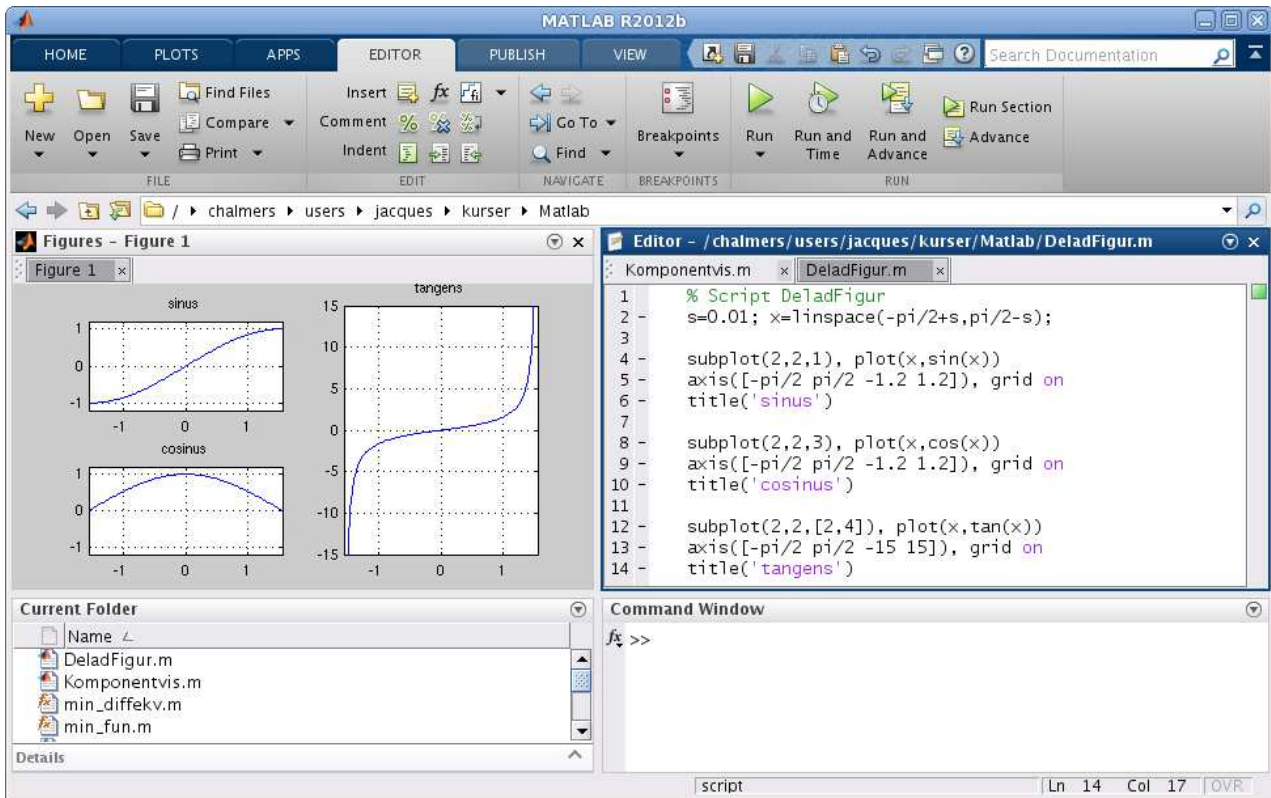 MATLAB R2012b
HOME PLOTS APPS EDITOR PUBLISH VIEW Search Documentation
New Open Save Find Files Compare Print
FILE
Insert fx fi
Comment % %
Indent
EDIT
Go To
Find
NAVIGATE
Breakpoints
BREAKPOINTS
Run Run and Time Run and Advance Run Section Advance
RUN
/ chalmers users jacques kurser Matlab
Figures - Figure 1
Figure 1
sinus
1
0
-1
-1 0 1
cosinus
1
0
-1
-1 0 1
tangens
15
10
5
0
-5
-10
-15
-1 0 1
Editor - /chalmers/users/jacques/kurser/Matlab/DeladFigur.m
Komponentvis.m DeladFigur.m
1 % Script DeladFigur
2 - s=0.01; x=linspace(-pi/2+s,pi/2-s);
3
4 - subplot(2,2,1), plot(x,sin(x))
5 - axis([-pi/2 pi/2 -1.2 1.2]), grid on
6 - title('sinus')
7
8 - subplot(2,2,3), plot(x,cos(x))
9 - axis([-pi/2 pi/2 -1.2 1.2]), grid on
10 - title('cosinus')
11
12 - subplot(2,2,[2,4]), plot(x,tan(x))
13 - axis([-pi/2 pi/2 -15 15]), grid on
14 - title('tangens')
Current Folder
Name
DeladFigur.m
Komponentvis.m
min_diffekv.m
min_fun.m
Details
Command Window
fx >>
script Ln 14 Col 17 OVR